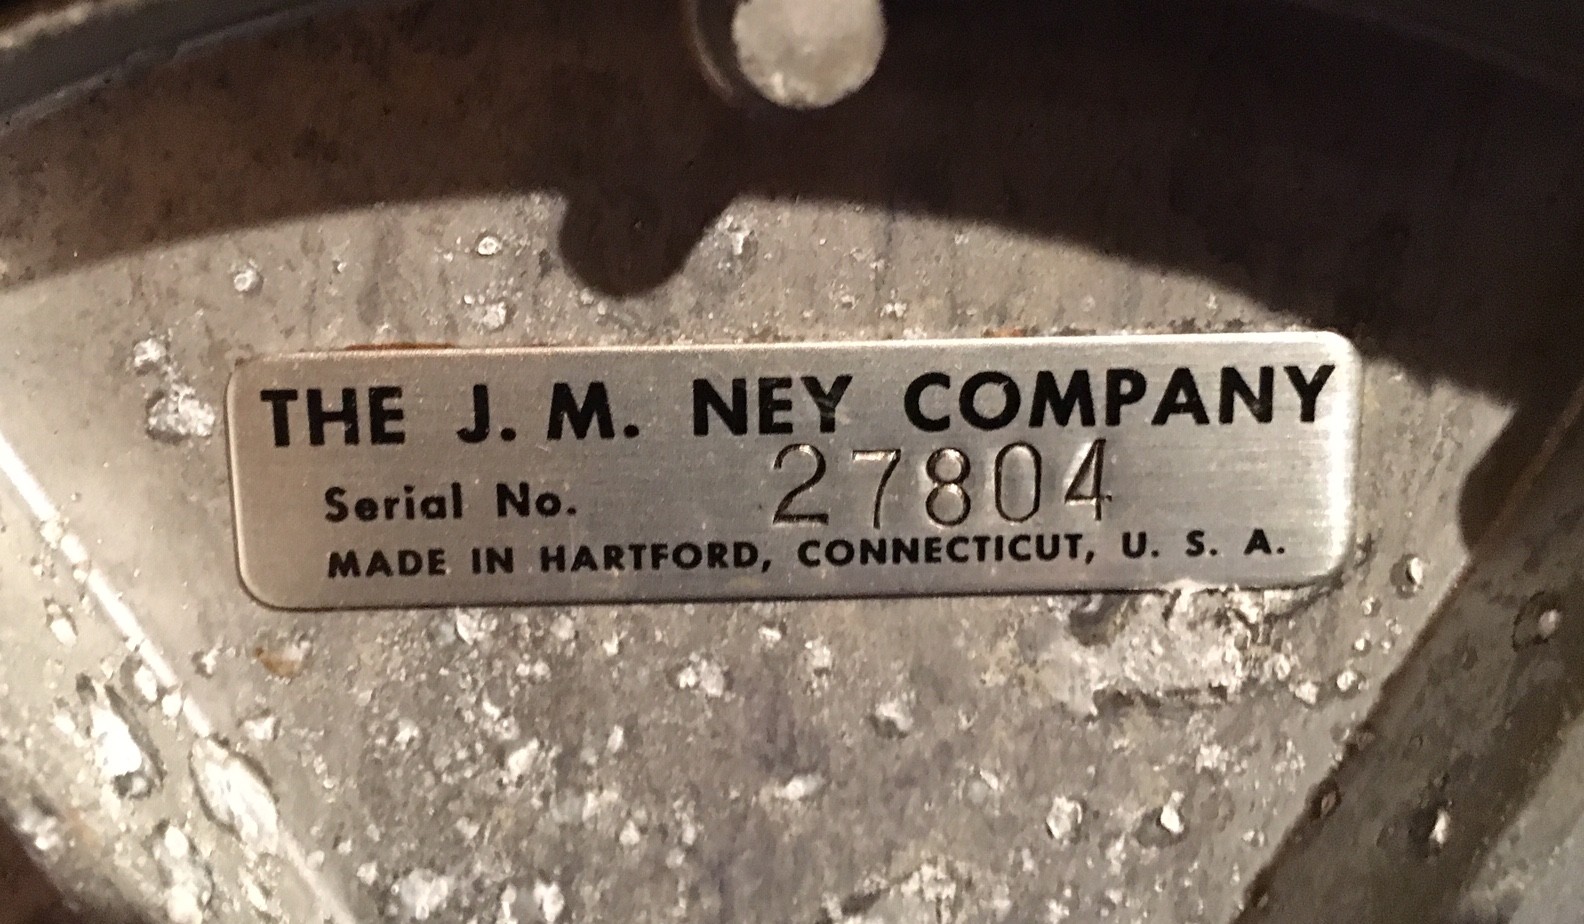 THE J. M. NEY COMPANY
Serial No. 27804
MADE IN HARTFORD, CONNECTICUT, U. S. A.